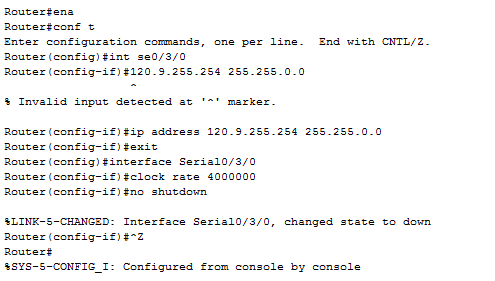 Router#ena
Router#conf t
Enter configuration commands, one per line.  End with CNTL/Z.
Router(config)#int se0/3/0
Router(config-if)#120.9.255.254 255.255.0.0
                   ^
% Invalid input detected at '^' marker.

Router(config-if)#ip address 120.9.255.254 255.255.0.0
Router(config-if)#exit
Router(config)#interface Serial0/3/0
Router(config-if)#clock rate 4000000
Router(config-if)#no shutdown

%LINK-5-CHANGED: Interface Serial0/3/0, changed state to down
Router(config-if)#^Z
Router#
%SYS-5-CONFIG_I: Configured from console by console